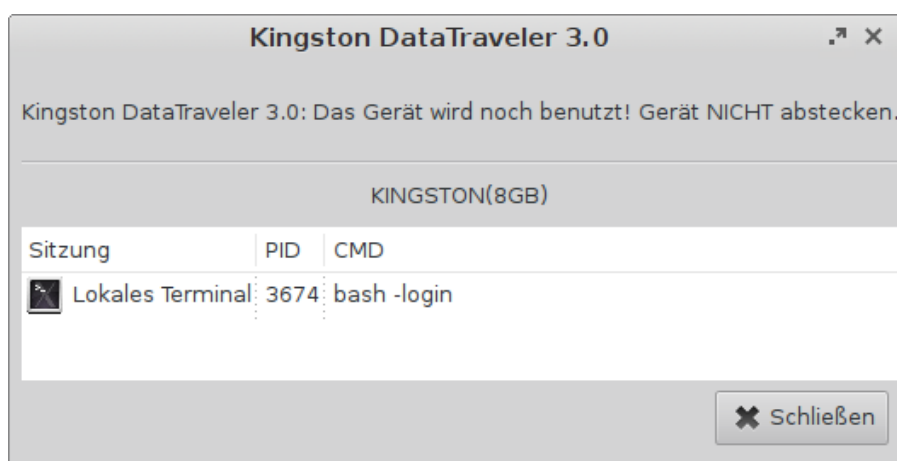 Kingston DataTraveler 3.0
Kingston DataTraveler 3.0: Das Gerät wird noch benutzt! Gerät NICHT abstecken.
KINGSTON(8GB)
Sitzung PID CMD
Lokales Terminal 3674 bash -login
Schließen